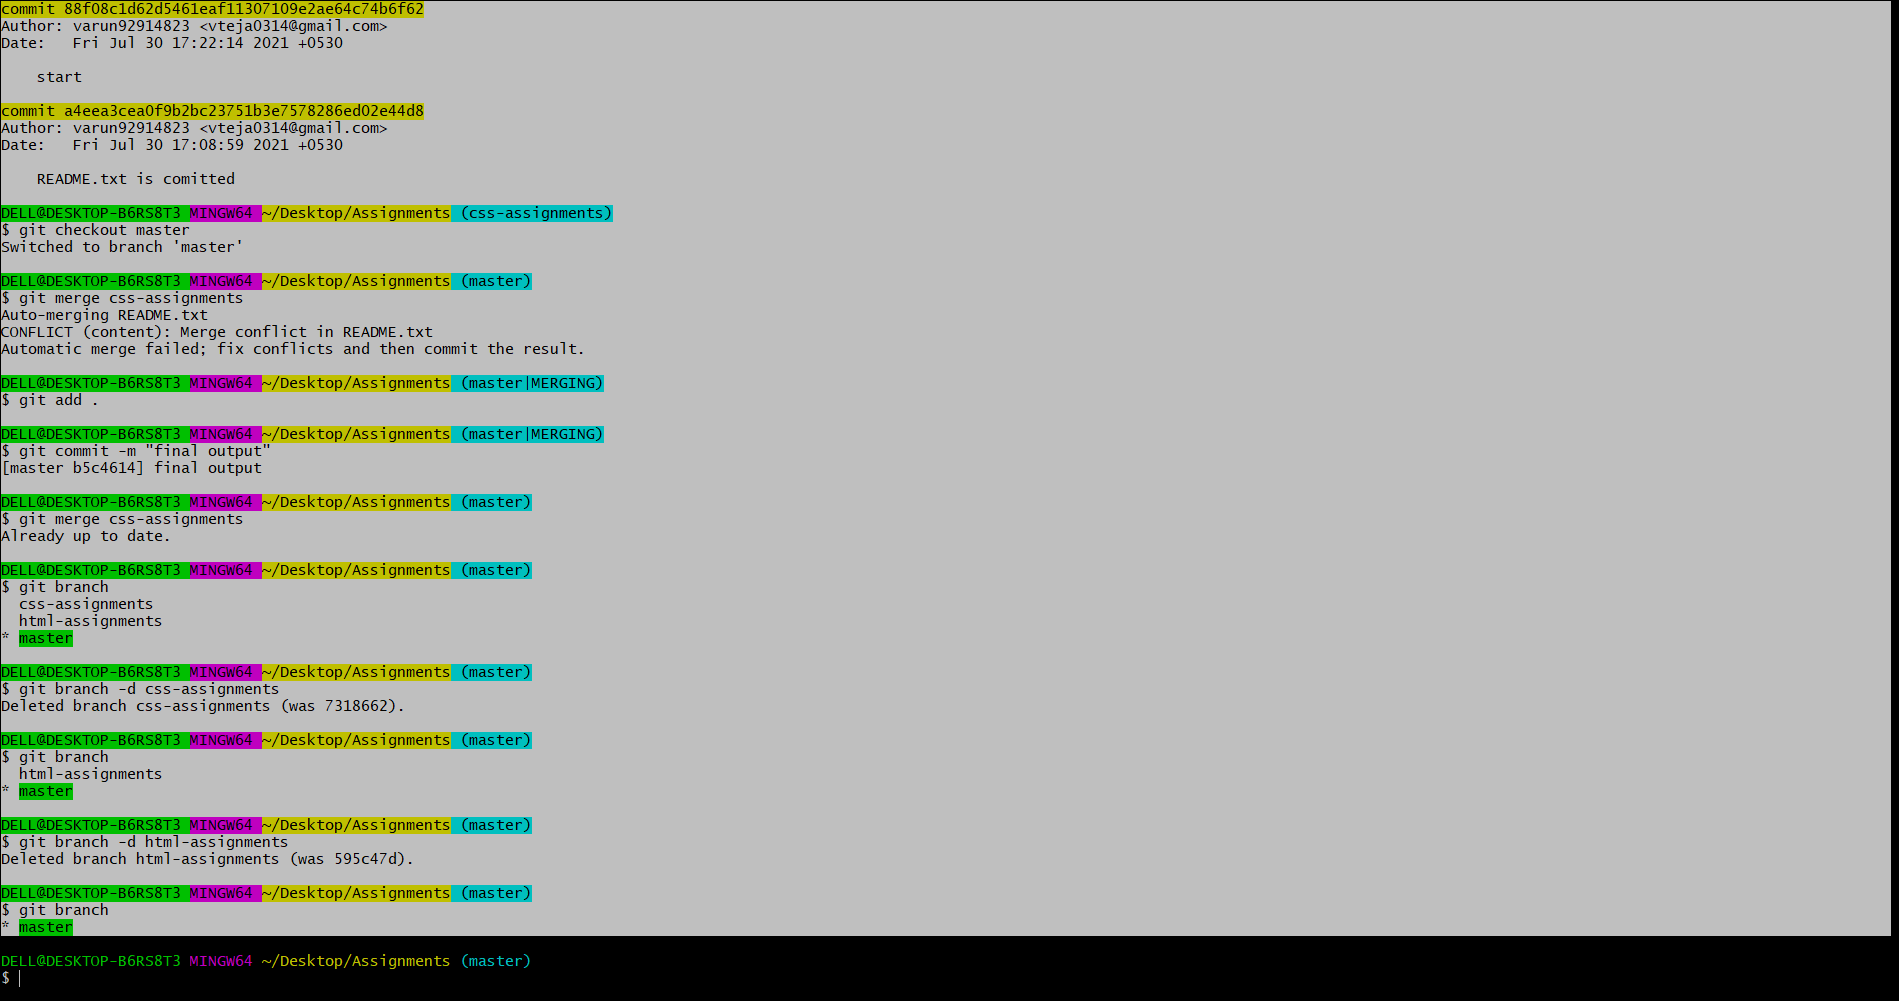 commit 88f08c1d62d5461eaf11307109e2ae64c74b6f62
Author: varun92914823 <vteja0314@gmail.com>
Date:   Fri Jul 30 17:22:14 2021 +0530
    start
commit a4eea3cea0f9b2bc23751b3e7578286ed02e44d8
Author: varun92914823 <vteja0314@gmail.com>
Date:   Fri Jul 30 17:08:59 2021 +0530
    README.txt is comitted
DELL@DESKTOP-B6RS8T3 MINGW64 ~/Desktop/Assignments (css-assignments)
$ git checkout master
Switched to branch 'master'
DELL@DESKTOP-B6RS8T3 MINGW64 ~/Desktop/Assignments (master)
$ git merge css-assignments
Auto-merging README.txt
CONFLICT (content): Merge conflict in README.txt
Automatic merge failed; fix conflicts and then commit the result.
DELL@DESKTOP-B6RS8T3 MINGW64 ~/Desktop/Assignments (master|MERGING)
$ git add .
DELL@DESKTOP-B6RS8T3 MINGW64 ~/Desktop/Assignments (master|MERGING)
$ git commit -m "final output"
[master b5c4614] final output
DELL@DESKTOP-B6RS8T3 MINGW64 ~/Desktop/Assignments (master)
$ git merge css-assignments
Already up to date.
DELL@DESKTOP-B6RS8T3 MINGW64 ~/Desktop/Assignments (master)
$ git branch
  css-assignments
  html-assignments
* master
DELL@DESKTOP-B6RS8T3 MINGW64 ~/Desktop/Assignments (master)
$ git branch -d css-assignments
Deleted branch css-assignments (was 7318662).
DELL@DESKTOP-B6RS8T3 MINGW64 ~/Desktop/Assignments (master)
$ git branch
  html-assignments
* master
DELL@DESKTOP-B6RS8T3 MINGW64 ~/Desktop/Assignments (master)
$ git branch -d html-assignments
Deleted branch html-assignments (was 595c47d).
DELL@DESKTOP-B6RS8T3 MINGW64 ~/Desktop/Assignments (master)
$ git branch
* master
DELL@DESKTOP-B6RS8T3 MINGW64 ~/Desktop/Assignments (master)
$